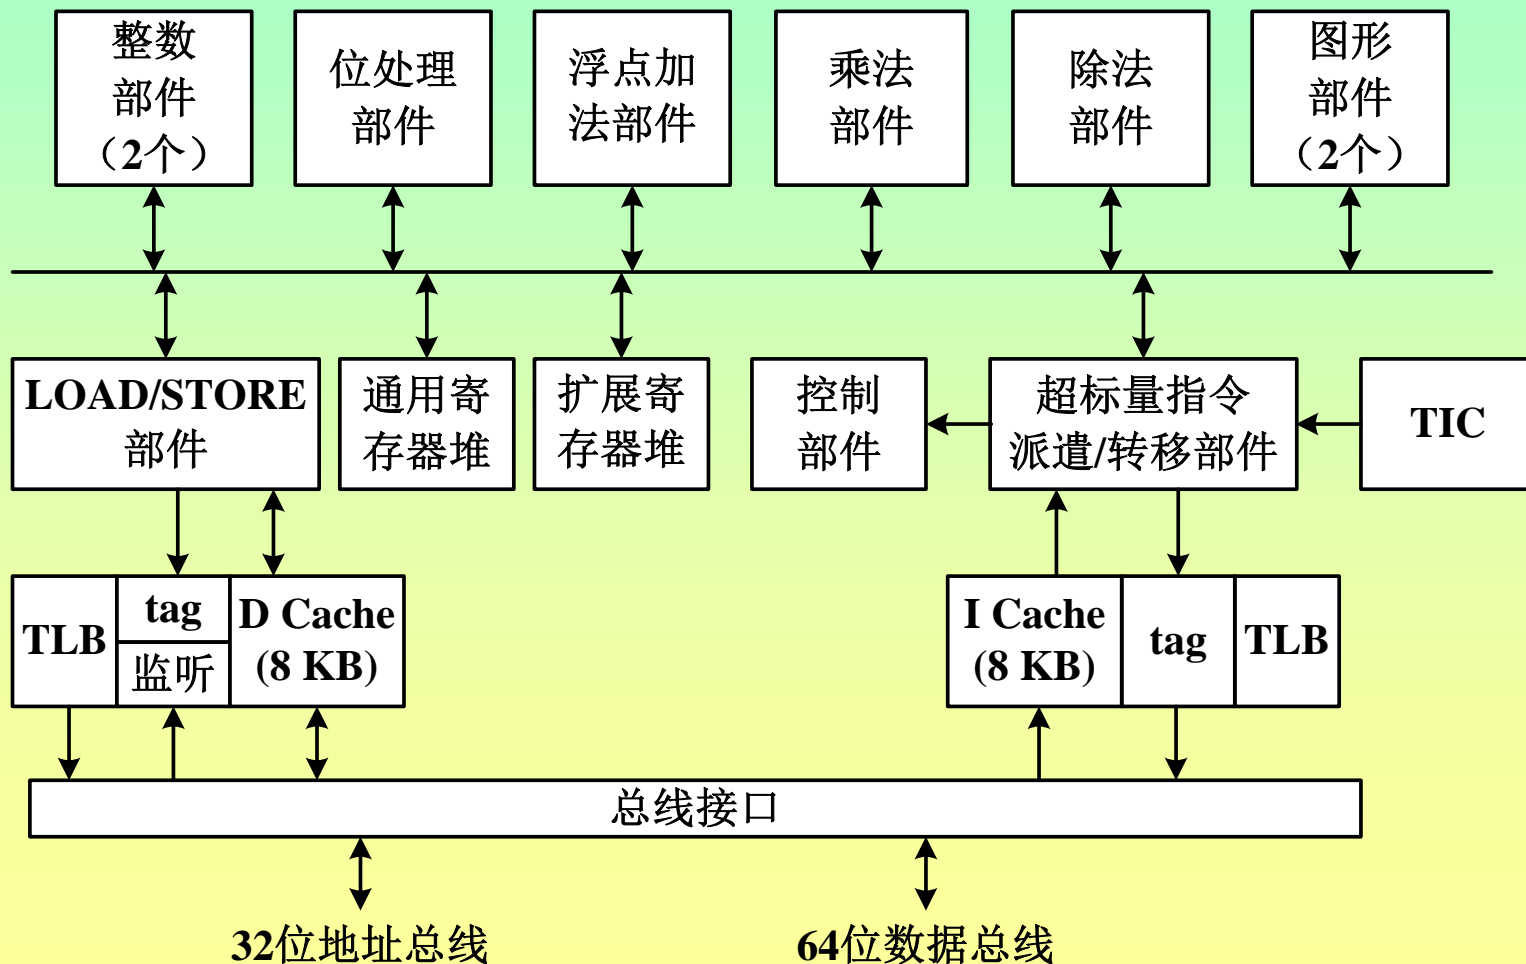 整数
部件
（2个）
位处理
部件
浮点加
法部件
乘法
部件
除法
部件
图形
部件
（2个）
LOAD/STORE
部件
通用寄
存器堆
扩展寄
存器堆
控制
部件
超标量指令
派遣/转移部件
TIC
TLB
tag
监听
D Cache
(8 KB)
I Cache
(8 KB)
tag
TLB
总线接口
32位地址总线
64位数据总线